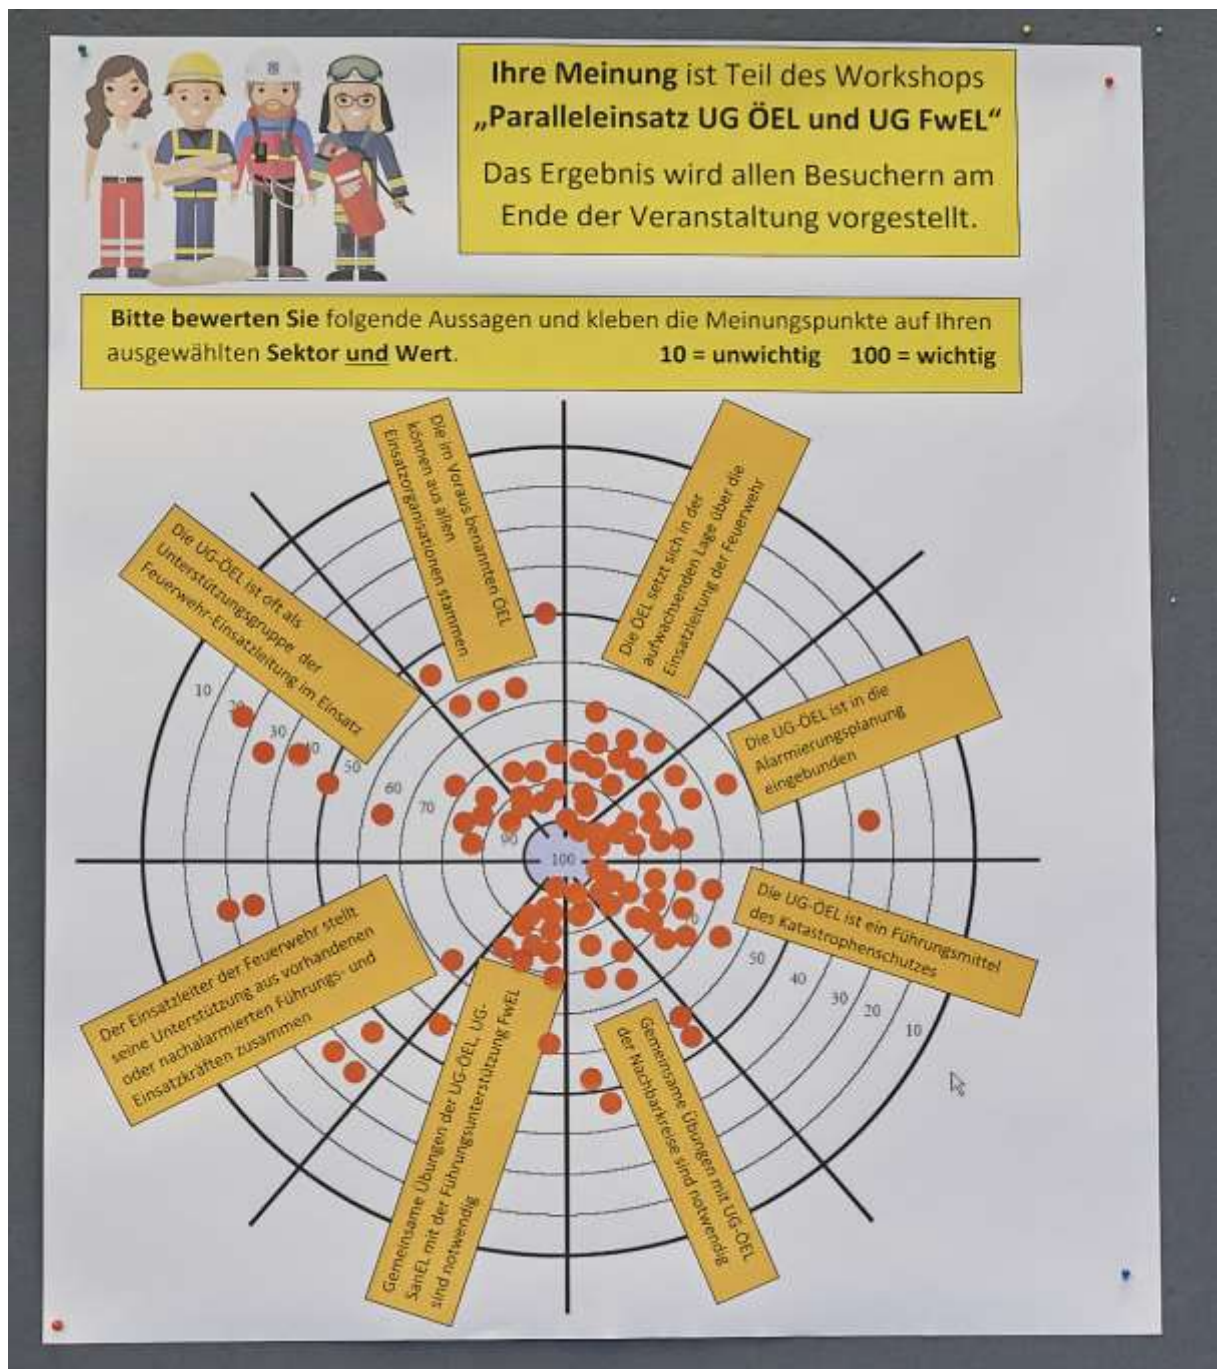 Ihre Meinung ist Teil des Workshops
„Paralleleinsatz UG ÖEL und UG FwEL“
Das Ergebnis wird allen Besuchern am
Ende der Veranstaltung vorgestellt.
Bitte bewerten Sie folgende Aussagen und kleben die Meinungspunkte auf Ihren
ausgewählten Sektor und Wert. 10 = unwichtig 100 = wichtig
Die im Voraus benannten ÖEL
können aus allen
Einsatzorganisationen stammen
Die ÖEL setzt sich in der
aufwachsenden Lage über die
Einsatzleitung der Feuerwehr
Die UG-ÖEL ist oft als
Unterstützungsgruppe der
Feuerwehr-Einsatzleitung im Einsatz
Die UG-ÖEL ist in die
Alarmierungsplanung
eingebunden
10
20
30
40
50
60
70
90
100
Die UG-ÖEL ist ein Führungsmittel
des Katastrophenschutzes
70
50
40
30
20
10
Der Einsatzleiter der Feuerwehr stellt
seine Unterstützung aus vorhandenen
oder nachalarmierten Führungs- und
Einsatzkräften zusammen
Gemeinsame Übungen der UG-ÖEL, UG-
SanEL mit der Führungsunterstützung FwEL
sind notwendig
Gemeinsame Übungen mit UG-ÖEL
der Nachbarkreise sind notwendig